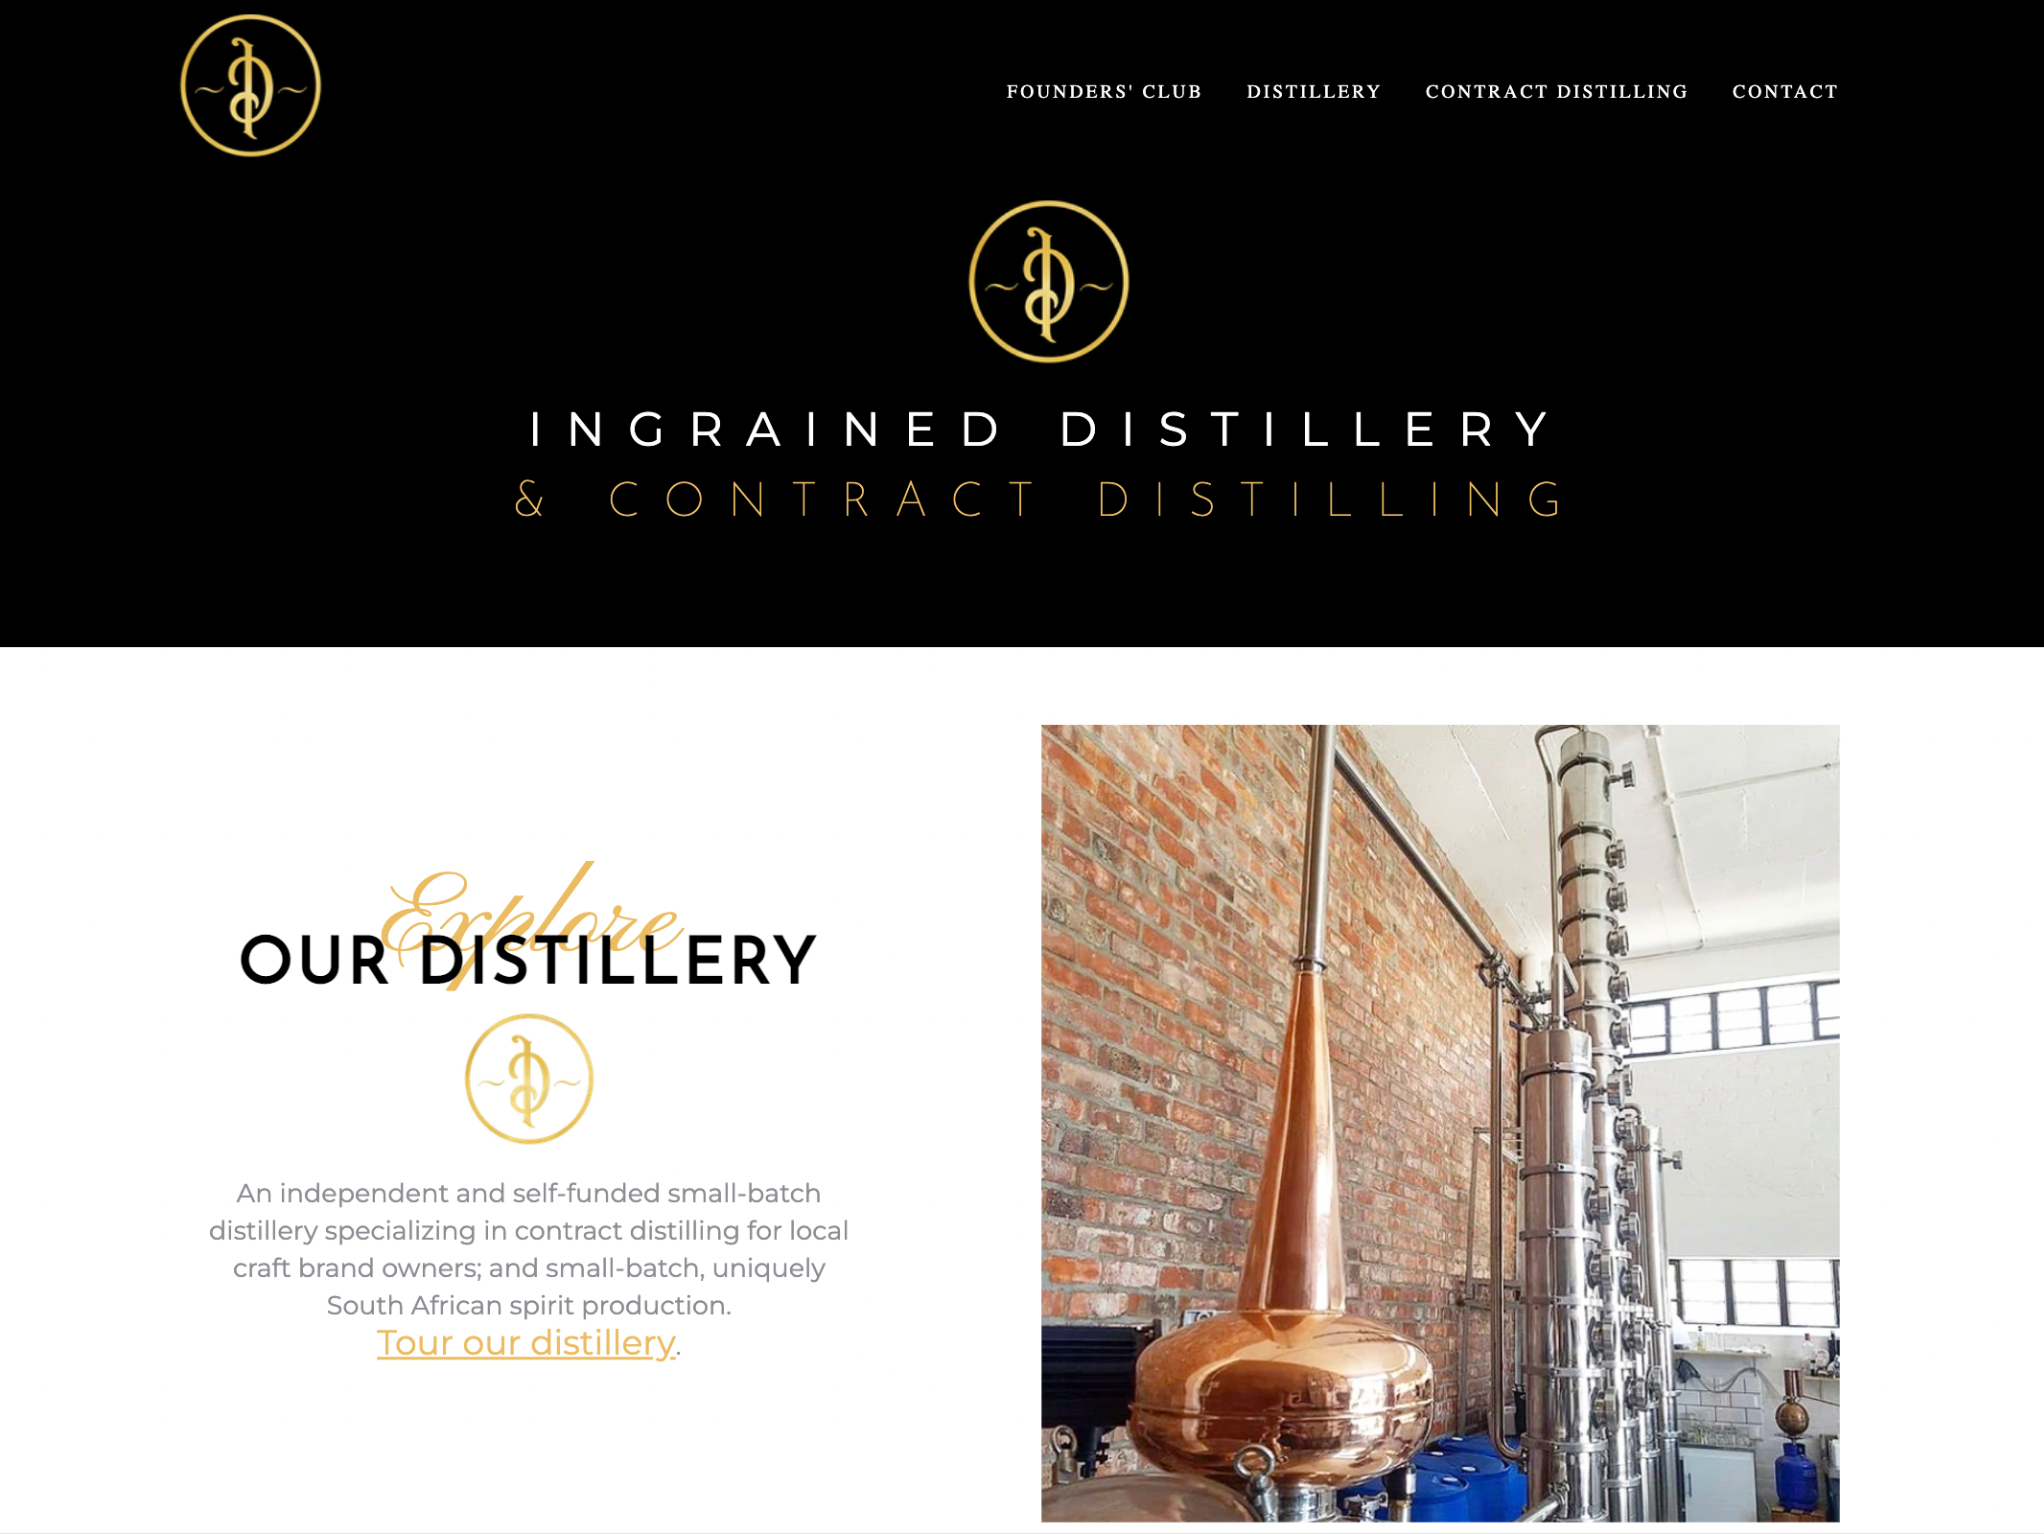 FOUNDERS' CLUB DISTILLERY CONTRACT DISTILLING CONTACT
INGRAINED DISTILLERY
& CONTRACT DISTILLING
Explore
OUR DISTILLERY
An independent and self-funded small-batch
distillery specializing in contract distilling for local
craft brand owners; and small-batch, uniquely
South African spirit production.
Tour our distillery.